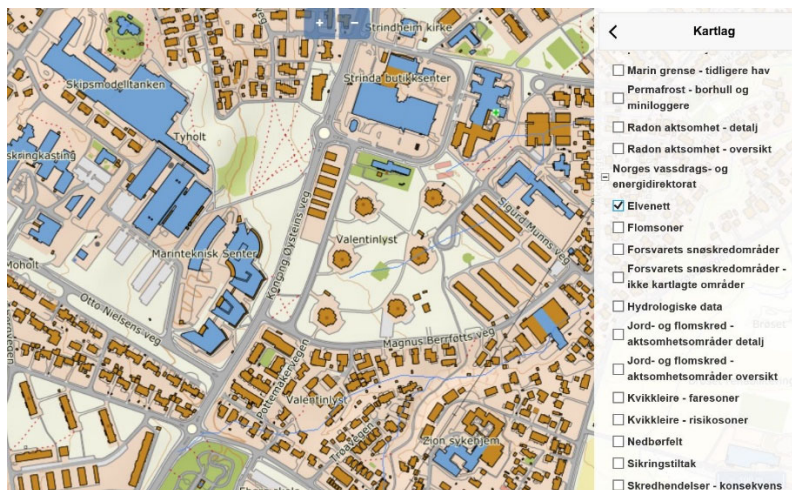 + −
Strindheim kirke
Skipsmodelltanken
Strinda butikksenter
Tyholt
skringkasting
Kong Øysteins veg
Valentinlyst
Sigurd Munns veg
Marinteknisk Senter
Moholt
Otto Nielsens veg
Magnus Berrføtts veg
Pottemakervegen
Valentinlyst
Trøavegen
Zion sykehjem
Kartlag
Marin grense - tidligere hav
Permafrost - borhull og
miniloggere
Radon aktsomhet - detalj
Radon aktsomhet - oversikt
Norges vassdrags- og
energidirektorat
Elvenett
Flomsoner
Forsvarets snøskredområder
Forsvarets snøskredområder -
ikke kartlagte områder
Hydrologiske data
Jord- og flomskred -
aktsomhetsområder detalj
Jord- og flomskred -
aktsomhetsområder oversikt
Kvikkleire - faresoner
Kvikkleire - risikosoner
Nedbørfelt
Sikringstiltak
Skredhendelser - konsekvens